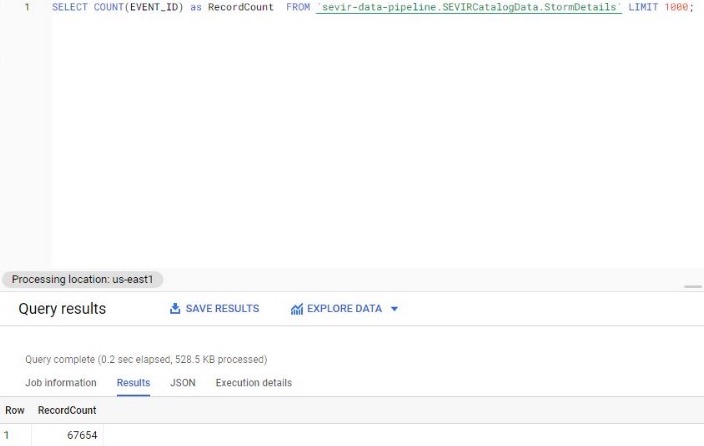 1 SELECT COUNT(EVENT_ID) as RecordCount FROM `sevir-data-pipeline.SEVIRCatalogData.StormDetails` LIMIT 1000;
Processing location: us-east1
Query results SAVE RESULTS EXPLORE DATA
Query complete (0.2 sec elapsed, 528.5 KB processed)
Job information Results JSON Execution details
Row RecordCount
1 67654